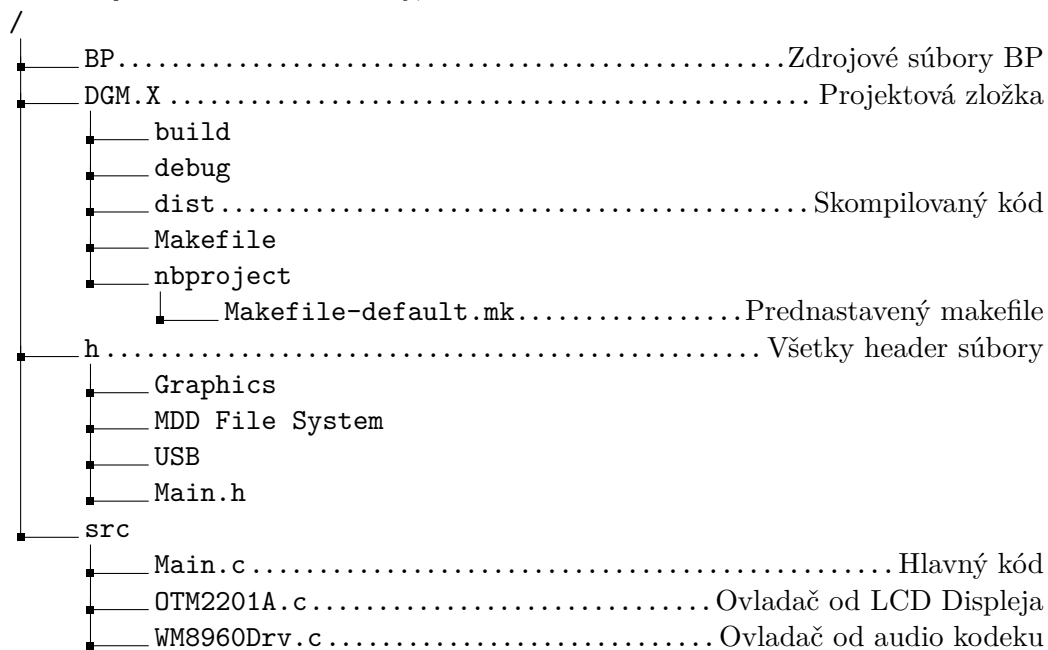 /
BP.................................................Zdrojové súbory BP
DGM.X................................................Projektová zložka
build
debug
dist............................................Skompilovaný kód
Makefile
nbproject
Makefile-default.mk.................Prednastavený makefile
h.................................................Všetky header súbory
Graphics
MDD File System
USB
Main.h
src
Main.c................................................Hlavný kód
OTM2201A.c..............................Ovladač od LCD Displeja
WM8960Drv.c.............................Ovladač od audio kodeku